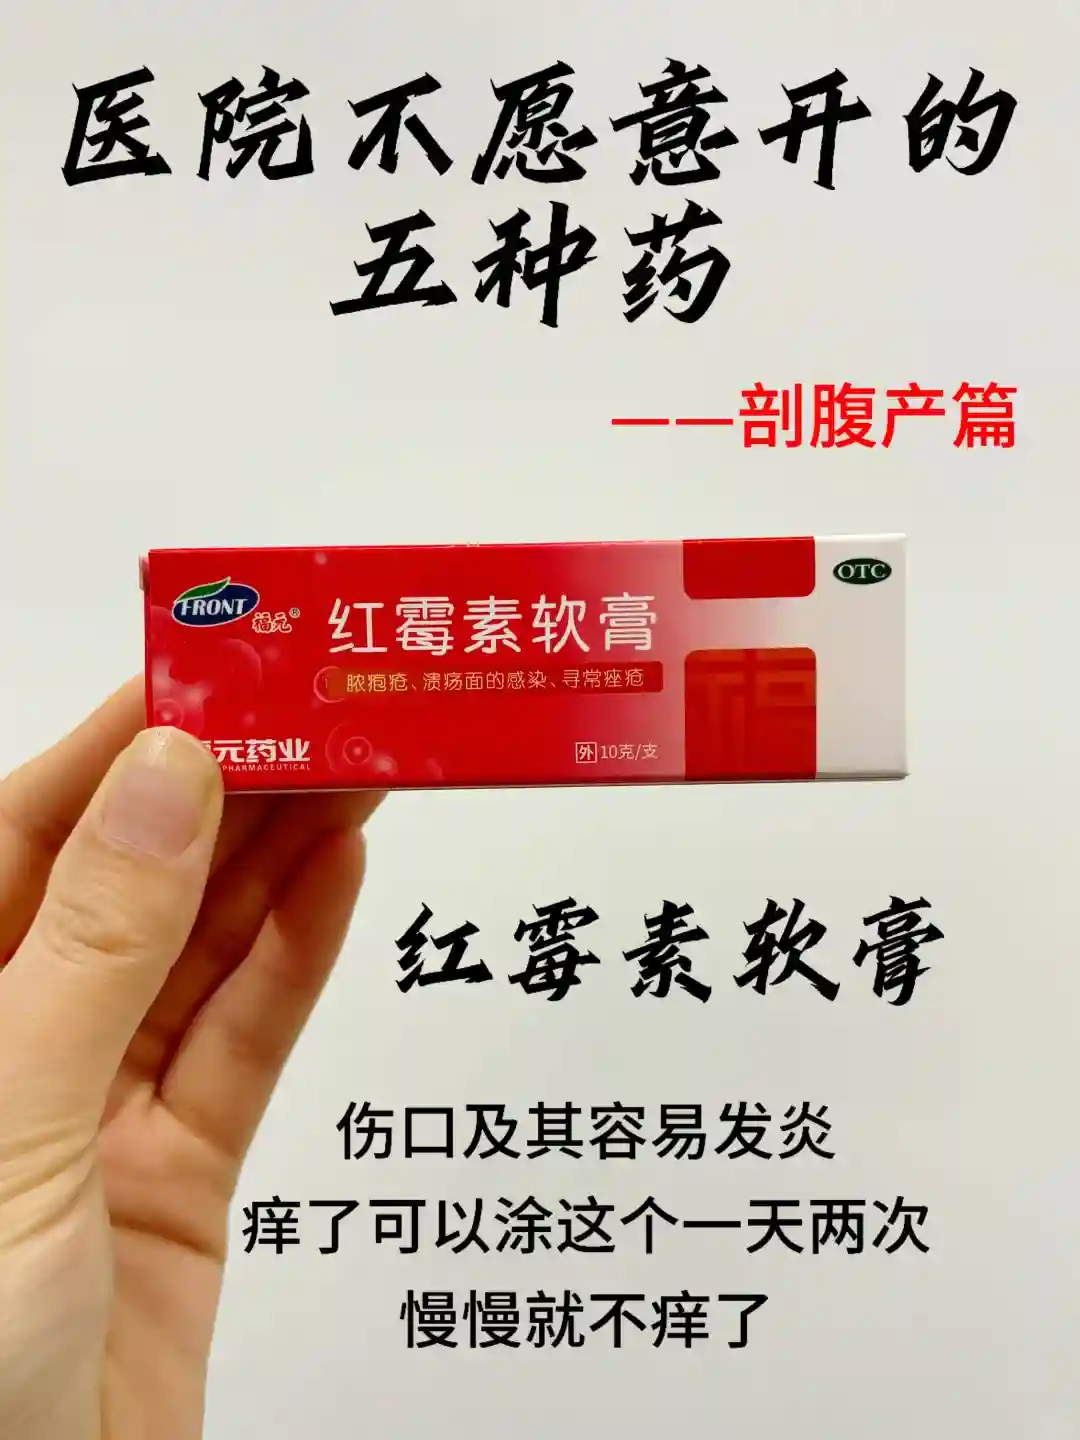 医院不愿意开的
五种药
——剖腹产篇
FRONT 福元®
红霉素软膏
OTC
脓疱疮、溃疡面的感染、寻常痤疮
元药业
PHARMACEUTICAL
外 10克/支
红霉素软膏
伤口及其容易发炎
痒了可以涂这个一天两次
慢慢就不痒了